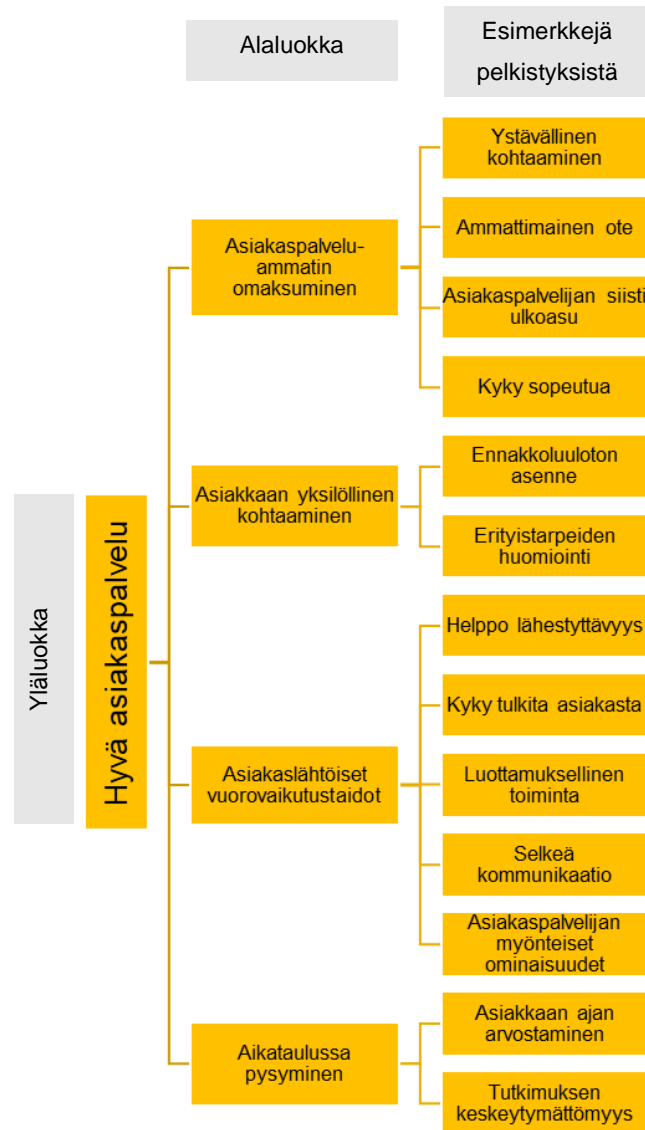 Alaluokka
Esimerkkejä
pelkistyksistä
Yläluokka
Hyvä asiakaspalvelu
Asiakaspalvelu-
ammatin
omaksuminen
Ystävällinen
kohtaaminen
Ammattimainen ote
Asiakaspalvelijan siisti
ulkoasu
Kyky sopeutua
Asiakkaan yksilöllinen
kohtaaminen
Ennakkoluuloton
asenne
Erityistarpeiden
huomiointi
Asiakaslähtöiset
vuorovaikutustaidot
Helppo lähestyttävyys
Kyky tulkita asiakasta
Luottamuksellinen
toiminta
Selkeä
kommunikaatio
Asiakaspalvelijan
myönteiset
ominaisuudet
Aikataulussa
pysyminen
Asiakkaan ajan
arvostaminen
Tutkimuksen
keskeytymättömyys